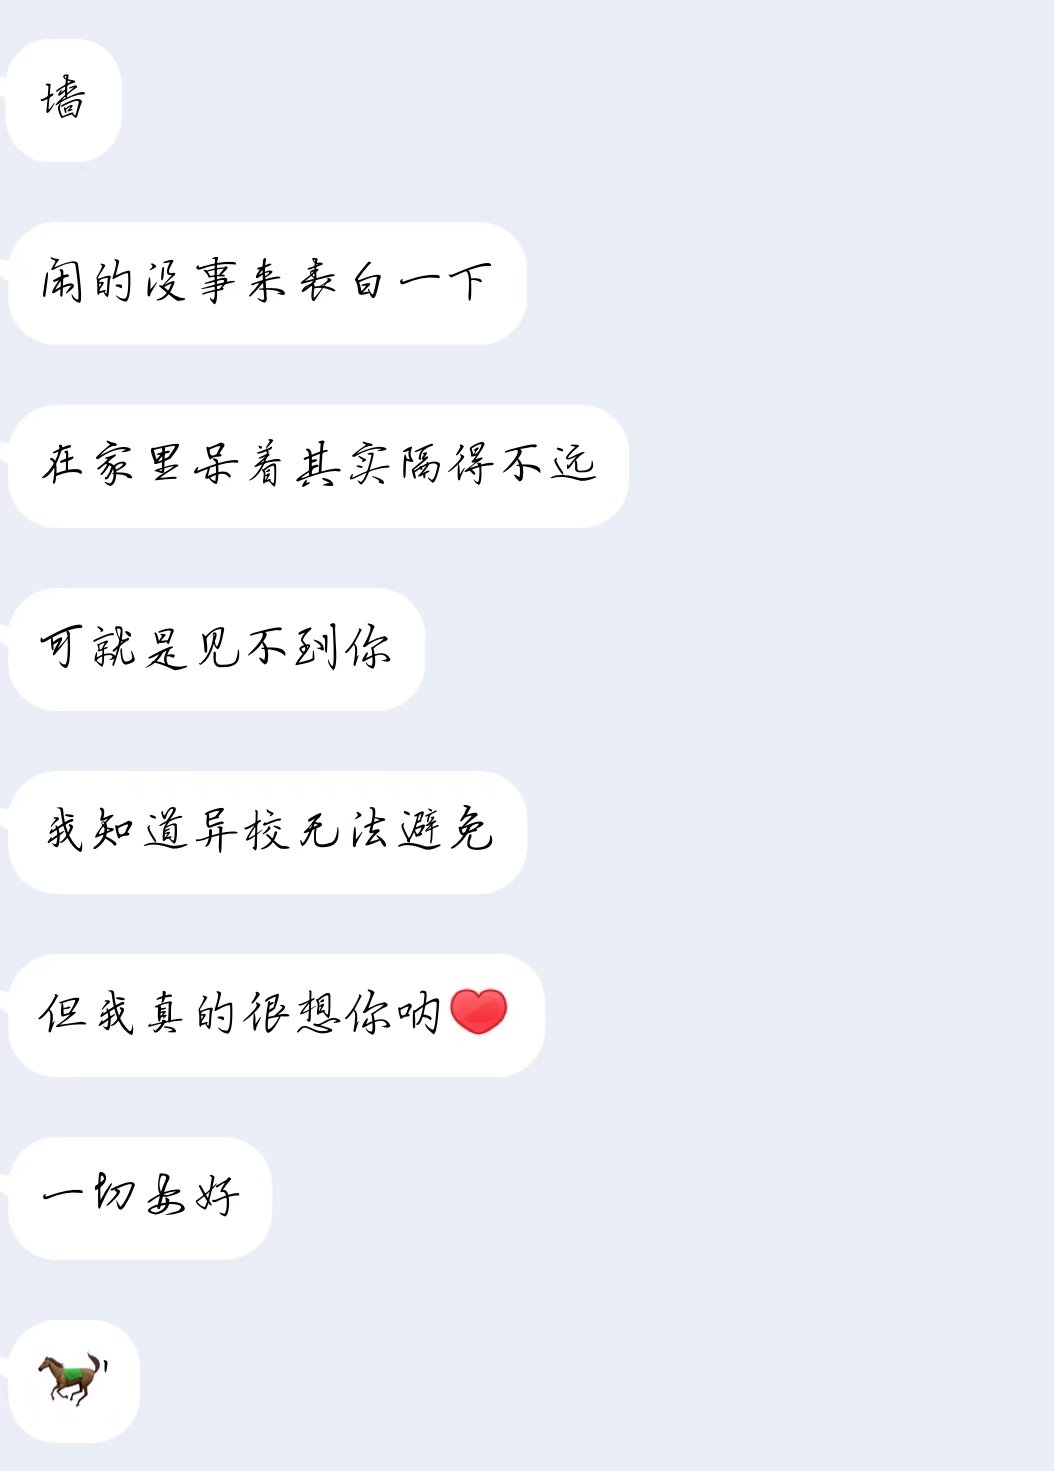 墙
闲的没事来表白一下
在家里呆着其实隔得不远
可就是见不到你
我知道异校无法避免
但我真的很想你呐❤
一切安好
🐎'